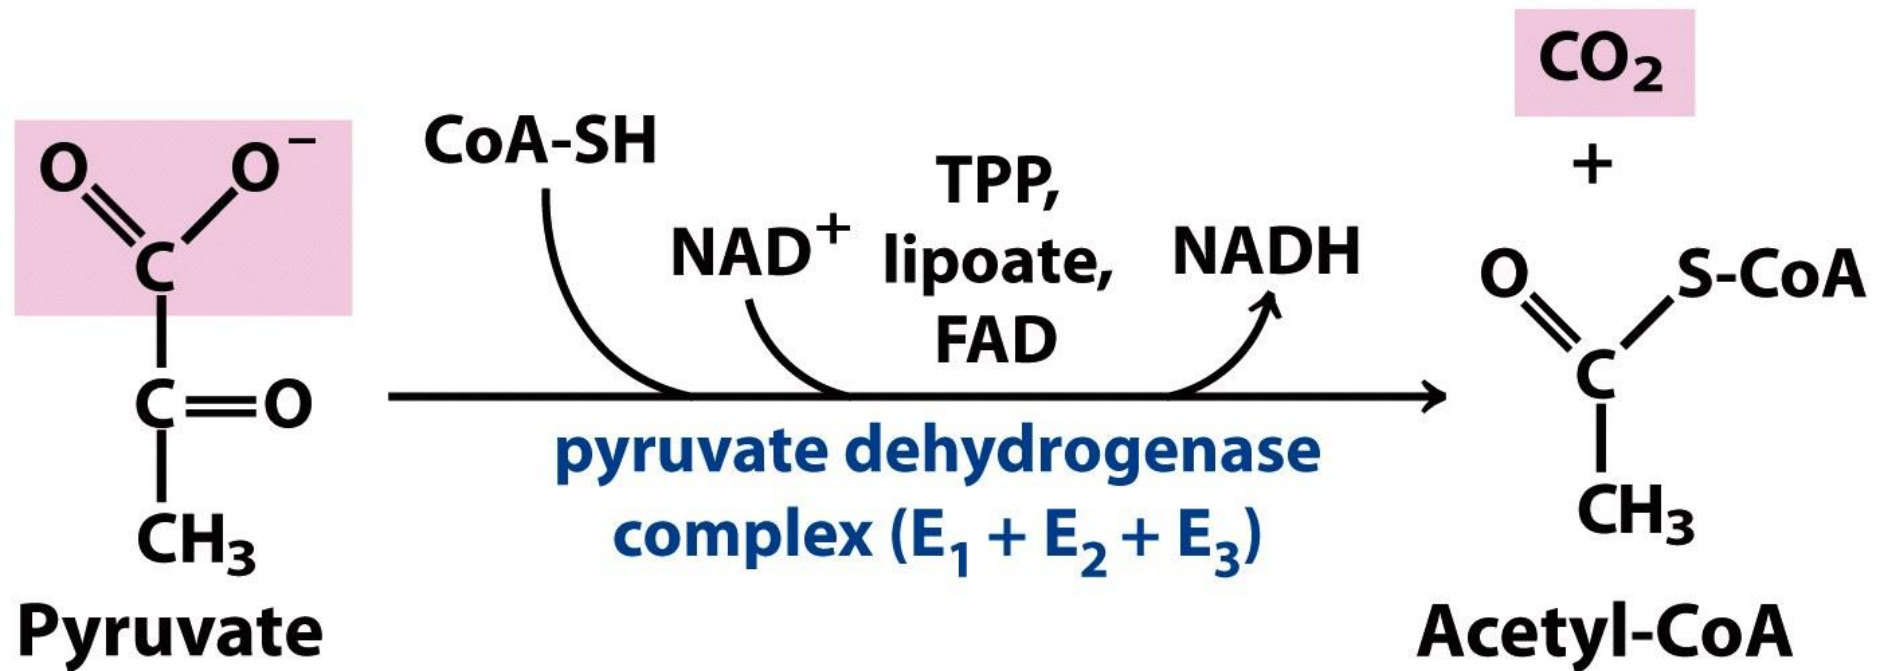 O O⁻
C
C=O
CH₃
Pyruvate
CoA-SH
NAD⁺
TPP,
lipoate,
FAD
NADH
pyruvate dehydrogenase
complex (E₁ + E₂ + E₃)
CO₂
+
O S-CoA
C
CH₃
Acetyl-CoA